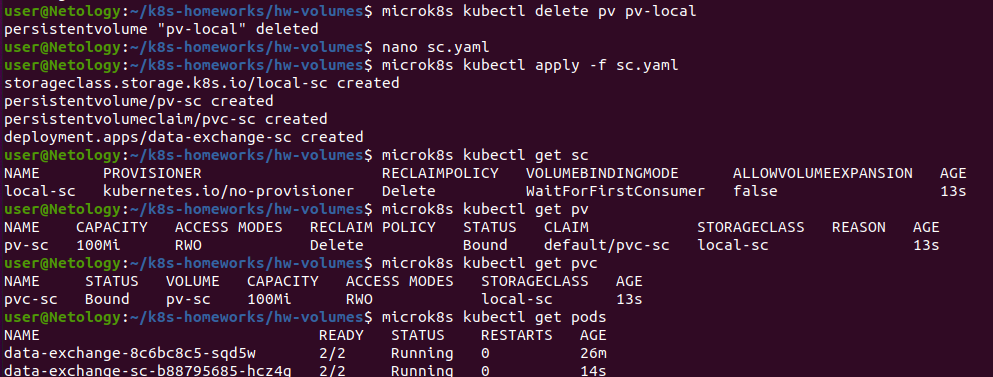 user@Netology:~/k8s-homeworks/hw-volumes$ microk8s kubectl delete pv pv-local
persistentvolume "pv-local" deleted
user@Netology:~/k8s-homeworks/hw-volumes$ nano sc.yaml
user@Netology:~/k8s-homeworks/hw-volumes$ microk8s kubectl apply -f sc.yaml
storageclass.storage.k8s.io/local-sc created
persistentvolume/pv-sc created
persistentvolumeclaim/pvc-sc created
deployment.apps/data-exchange-sc created
user@Netology:~/k8s-homeworks/hw-volumes$ microk8s kubectl get sc
NAME PROVISIONER RECLAIMPOLICY VOLUMEBINDINGMODE ALLOWVOLUMEEXPANSION AGE
local-sc kubernetes.io/no-provisioner Delete WaitForFirstConsumer false 13s
user@Netology:~/k8s-homeworks/hw-volumes$ microk8s kubectl get pv
NAME CAPACITY ACCESS MODES RECLAIM POLICY STATUS CLAIM STORAGECLASS REASON AGE
pv-sc 100Mi RWO Delete Bound default/pvc-sc local-sc 13s
user@Netology:~/k8s-homeworks/hw-volumes$ microk8s kubectl get pvc
NAME STATUS VOLUME CAPACITY ACCESS MODES STORAGECLASS AGE
pvc-sc Bound pv-sc 100Mi RWO local-sc 13s
user@Netology:~/k8s-homeworks/hw-volumes$ microk8s kubectl get pods
NAME READY STATUS RESTARTS AGE
data-exchange-8c6bc8c5-sqd5w 2/2 Running 0 26m
data-exchange-sc-b88795685-hcz4q 2/2 Running 0 14s